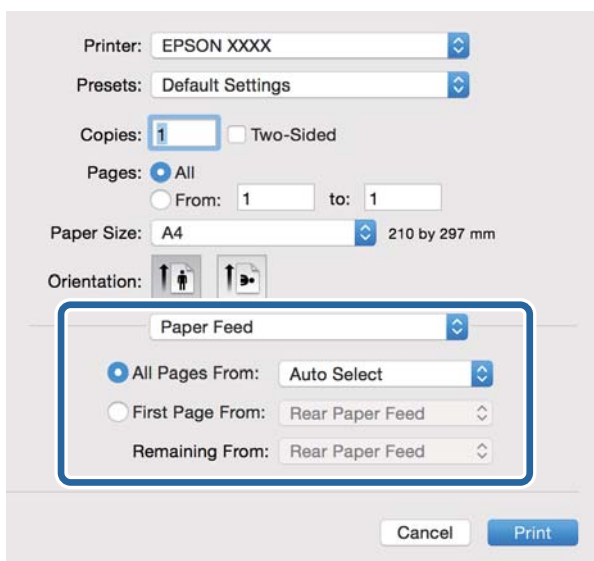 Printer: EPSON XXXX
Presets: Default Settings
Copies: 1 Two-Sided
Pages: All
From: 1 to: 1
Paper Size: A4 210 by 297 mm
Orientation:
Paper Feed
All Pages From: Auto Select
First Page From: Rear Paper Feed
Remaining From: Rear Paper Feed
Cancel Print